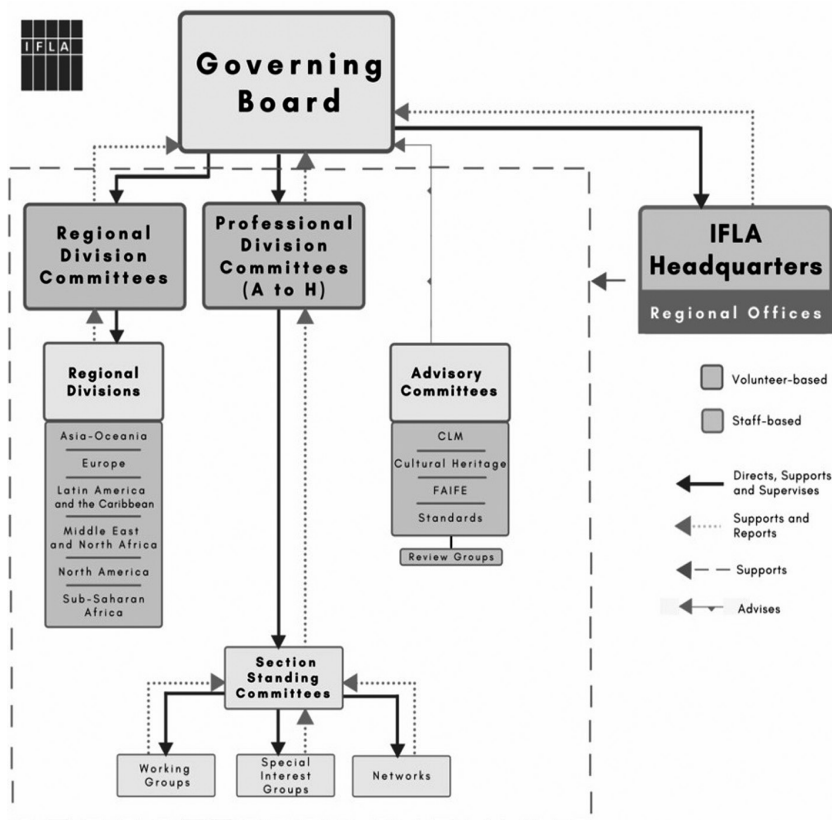 IFLA
Governing
Board
Regional
Division
Committees
Professional
Division
Committees
(A to H)
IFLA
Headquarters
Regional Offices
Regional
Divisions
Asia-Oceania
Europe
Latin America
and the Caribbean
Middle East
and North Africa
North America
Sub-Saharan
Africa
Advisory
Committees
CLM
Cultural Heritage
FAIFE
Standards
Review Groups
Volunteer-based
Staff-based
Directs, Supports
and Supervises
Supports and
Reports
Supports
Advises
Section
Standing
Committees
Working
Groups
Special
Interest
Groups
Networks